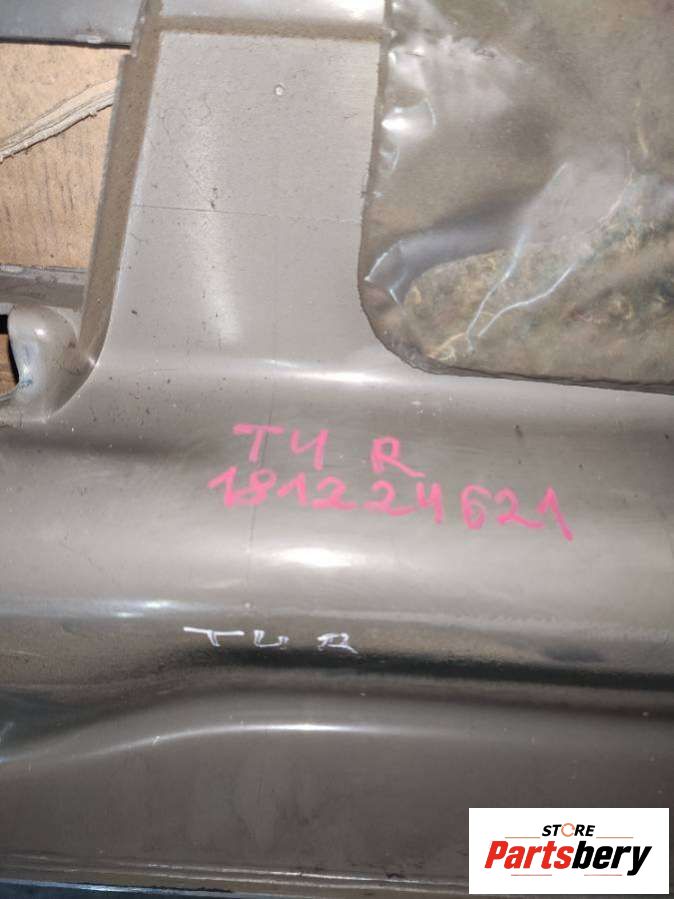 T4 R
181224621
T4 R
STORE
Partsbery